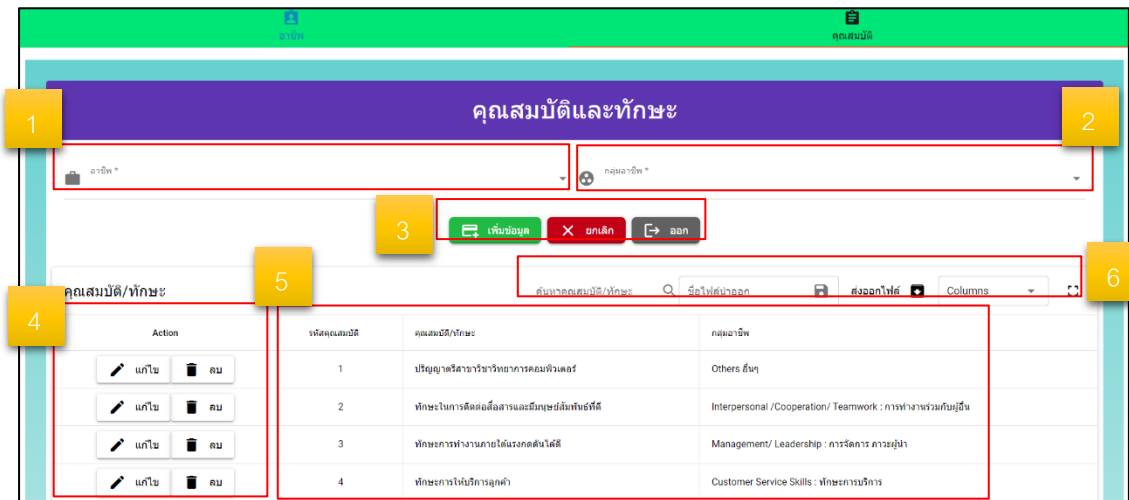 อาชีพ
คุณสมบัติ
คุณสมบัติและทักษะ
1
2
อาชีพ *
กลุ่มอาชีพ *
3
เพิ่มข้อมูล
ยกเลิก
ออก
5
6
คุณสมบัติ/ทักษะ
ค้นหาคุณสมบัติ/ทักษะ
ชื่อไฟล์นำออก
ส่งออกไฟล์
Columns
4
Action รหัสคุณสมบัติ คุณสมบัติ/ทักษะ กลุ่มอาชีพ
แก้ไข ลบ 1 ปริญญาตรีสาขาวิชาวิทยาการคอมพิวเตอร์ Others อื่นๆ
แก้ไข ลบ 2 ทักษะในการติดต่อสื่อสารและมีมนุษย์สัมพันธ์ที่ดี Interpersonal /Cooperation/ Teamwork : การทำงานร่วมกับผู้อื่น
แก้ไข ลบ 3 ทักษะการทำงานภายใต้แรงกดดันได้ดี Management/ Leadership : การจัดการ ภาวะผู้นำ
แก้ไข ลบ 4 ทักษะการให้บริการลูกค้า Customer Service Skills : ทักษะการบริการ